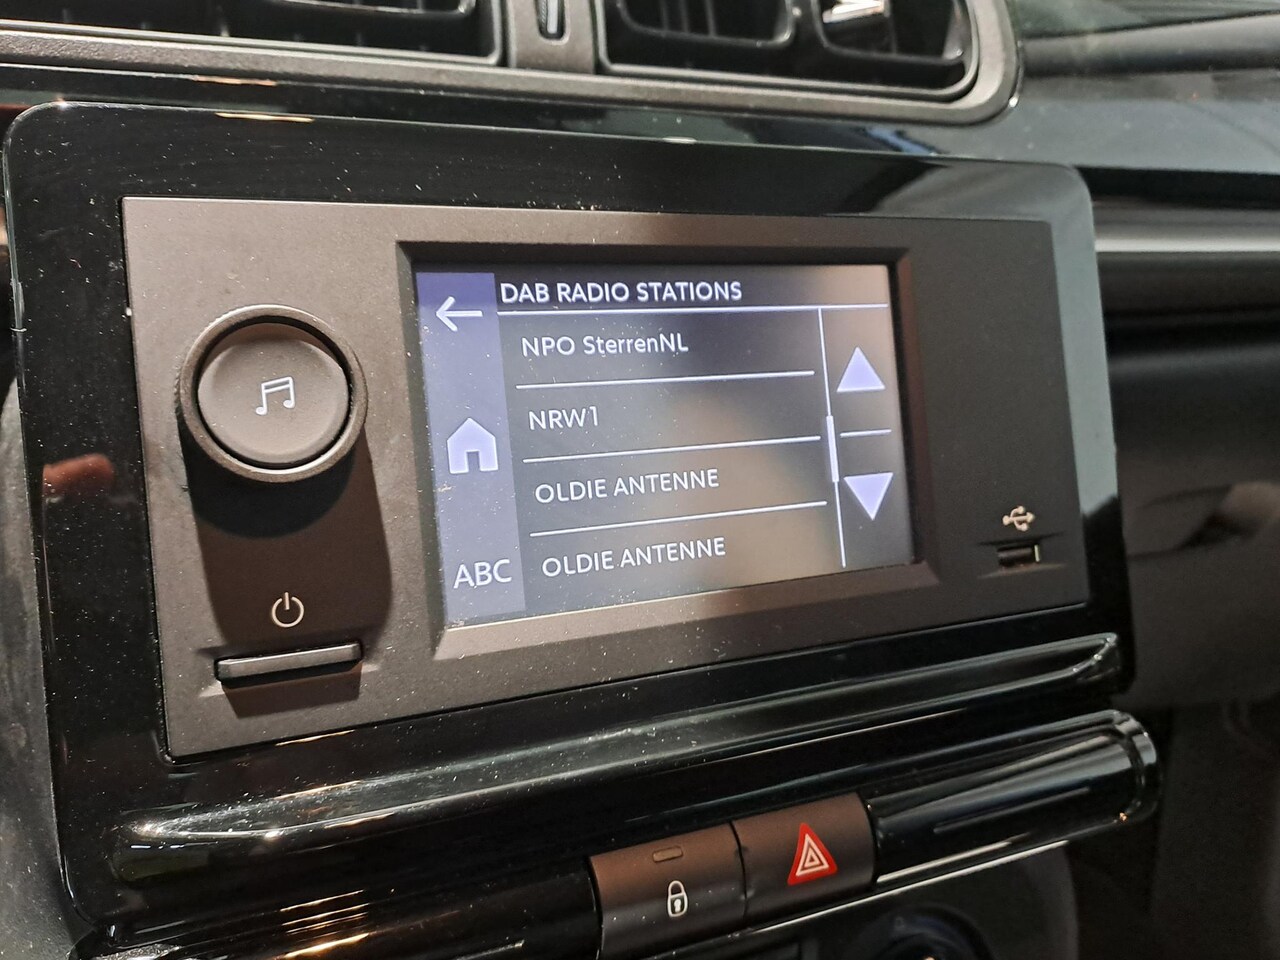 DAB RADIO STATIONS
NPO SterrenNL
NRW1
OLDIE ANTENNE
OLDIE ANTENNE
ABC